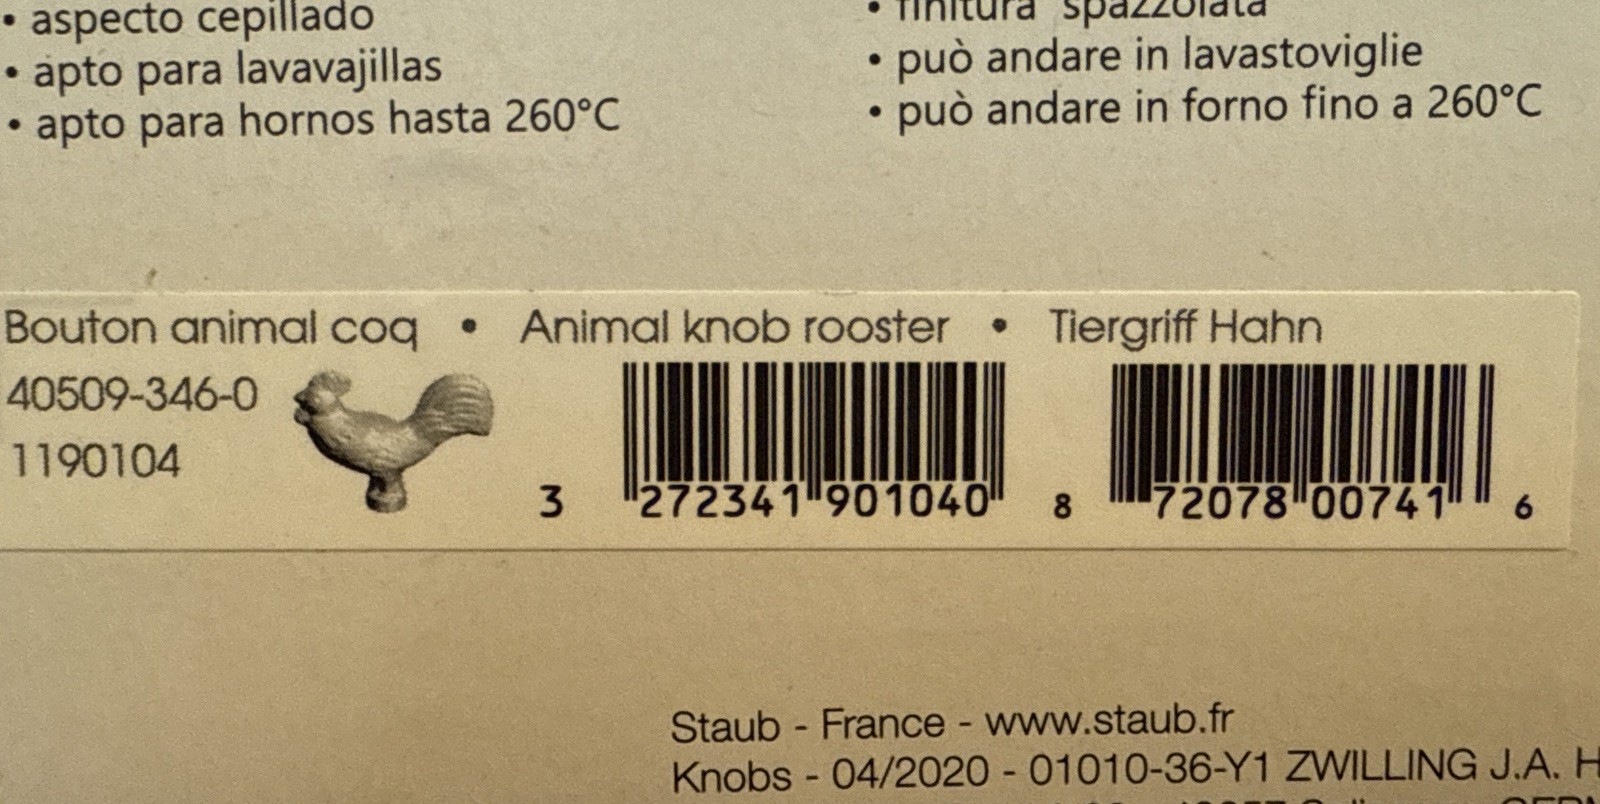 • aspecto cepillado
• apto para lavavajillas
• apto para hornos hasta 260°C
• finitura spazzolata
• può andare in lavastoviglie
• può andare in forno fino a 260°C
Bouton animal coq • Animal knob rooster • Tiergriff Hahn
40509-346-0
1190104
3 272341 901040
8 72078 00741 6
Staub - France - www.staub.fr
Knobs - 04/2020 - 01010-36-Y1 ZWILLING J.A. H